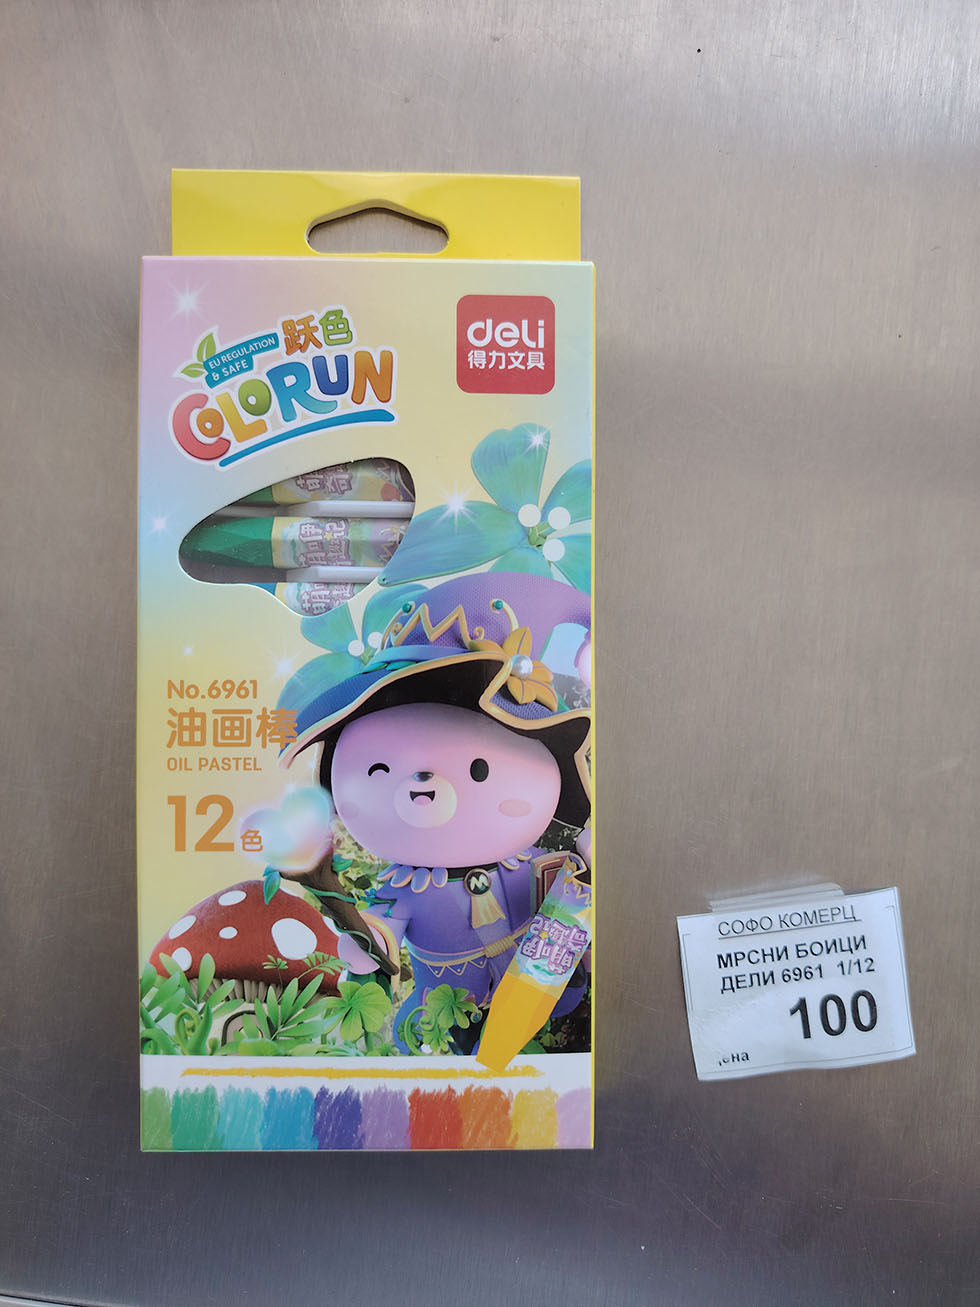 跃色
EU REGULATION
& SAFE
COLORUN
deli
得力文具
No.6961
油画棒
OIL PASTEL
12色
M
СОФО КОМЕРЦ
МРСНИ БОИЦИ
ДЕЛИ 6961 1/12
100